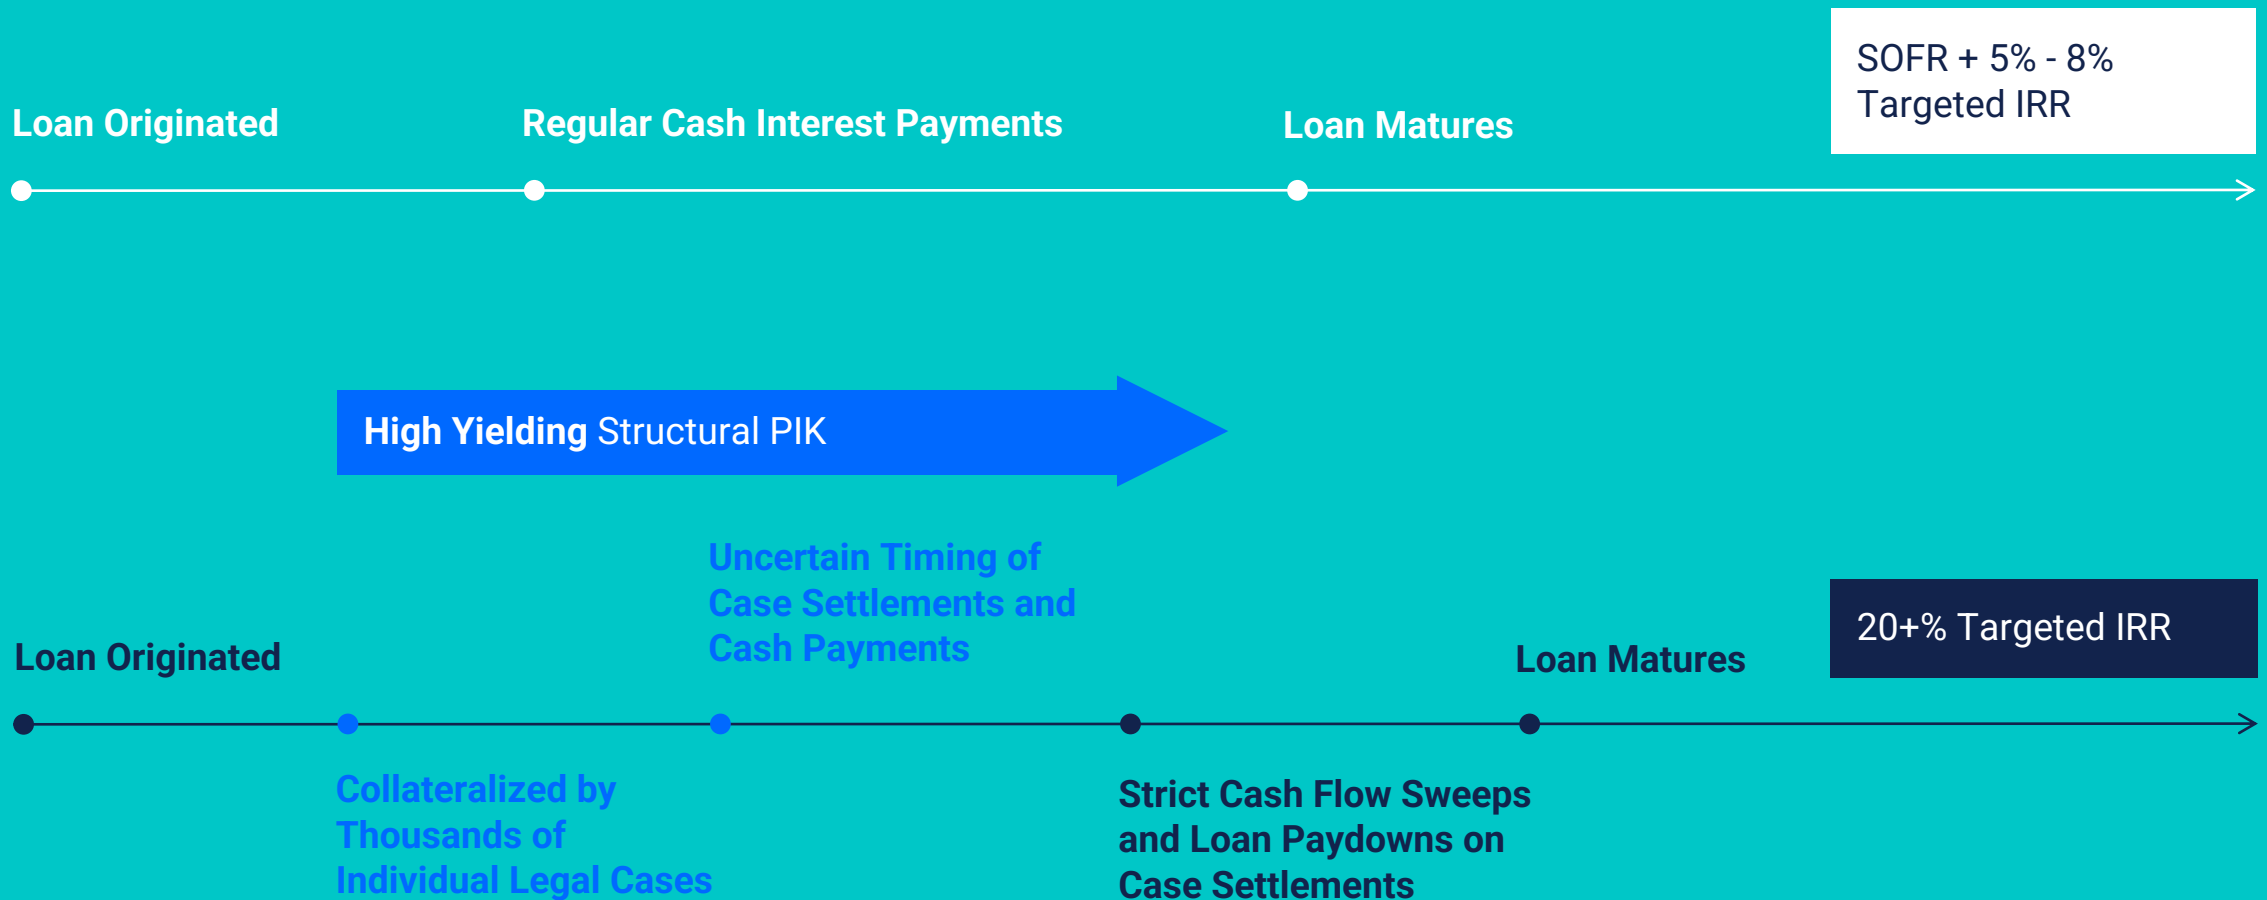 SOFR + 5% - 8%
Targeted IRR
Loan Originated
Regular Cash Interest Payments
Loan Matures
High Yielding Structural PIK
Uncertain Timing of
Case Settlements and
Cash Payments
Loan Originated
Loan Matures
20+% Targeted IRR
Collateralized by
Thousands of
Individual Legal Cases
Strict Cash Flow Sweeps
and Loan Paydowns on
Case Settlements